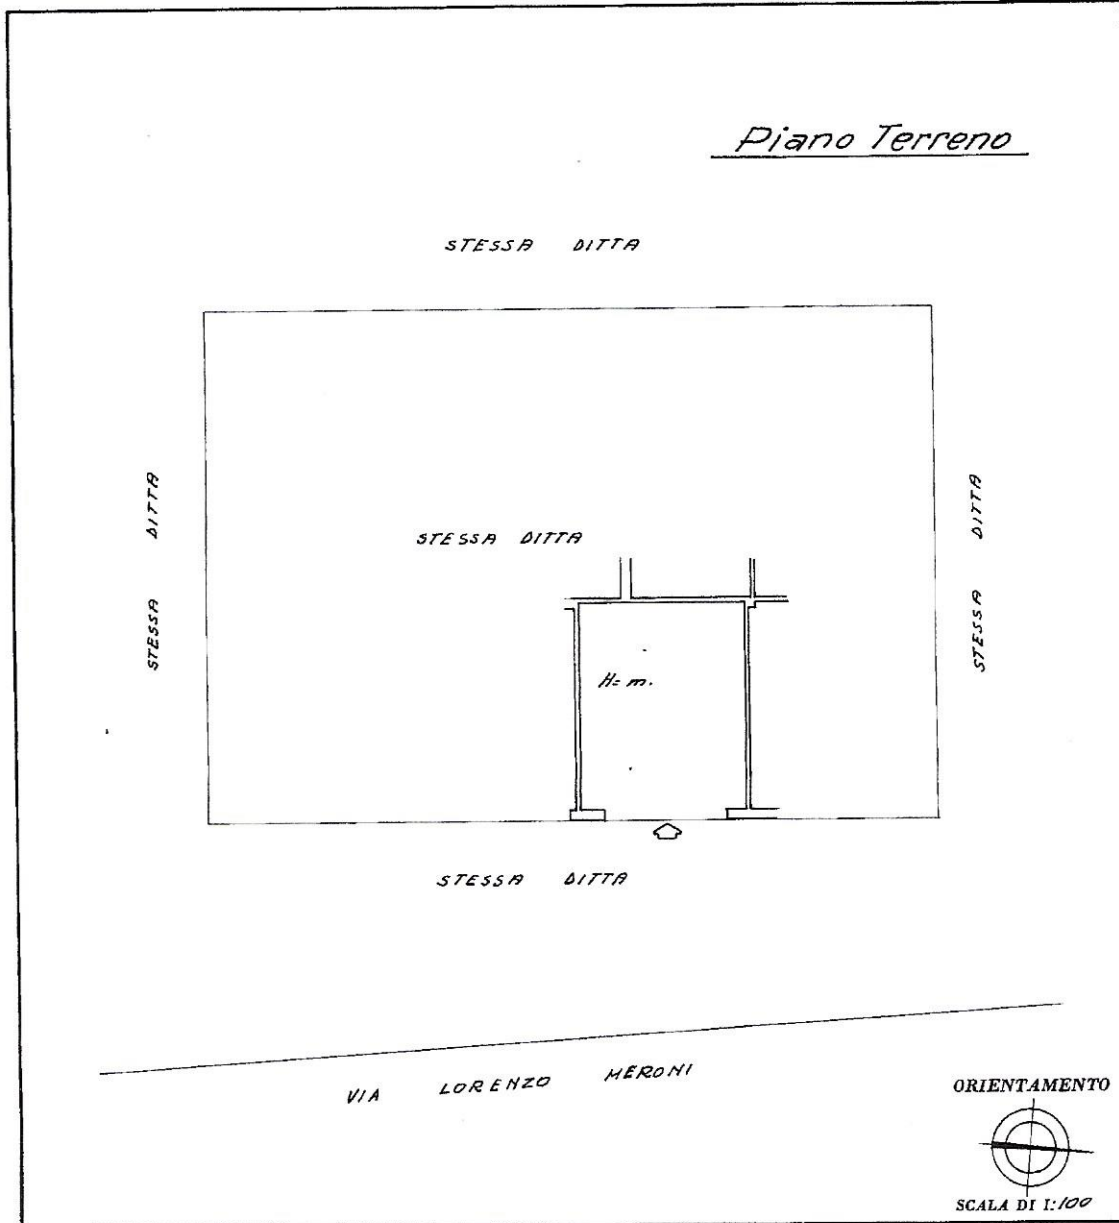 Piano Terreno
STESSA DITTA
STESSA DITTA
STESSA DITTA
STESSA DITTA
H= m.
STESSA DITTA
VIA LORENZO MERONI
ORIENTAMENTO
SCALA DI 1:100